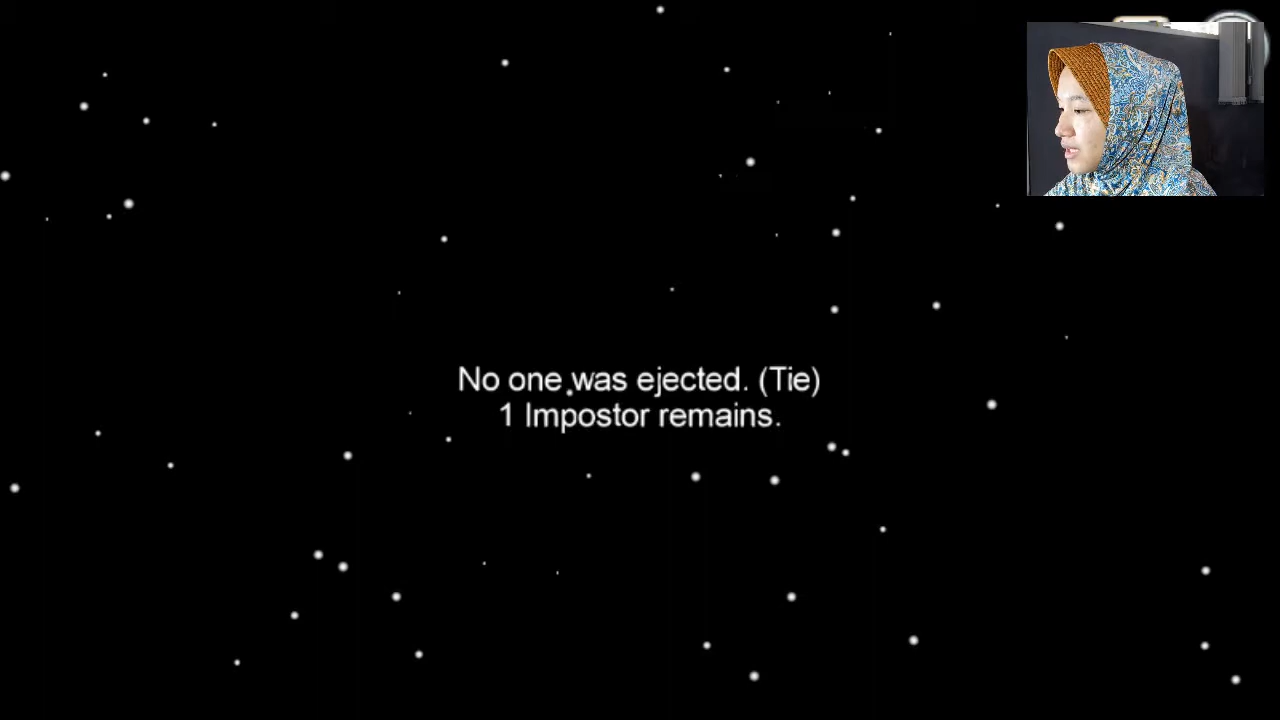 No one was ejected. (Tie)
1 Impostor remains.